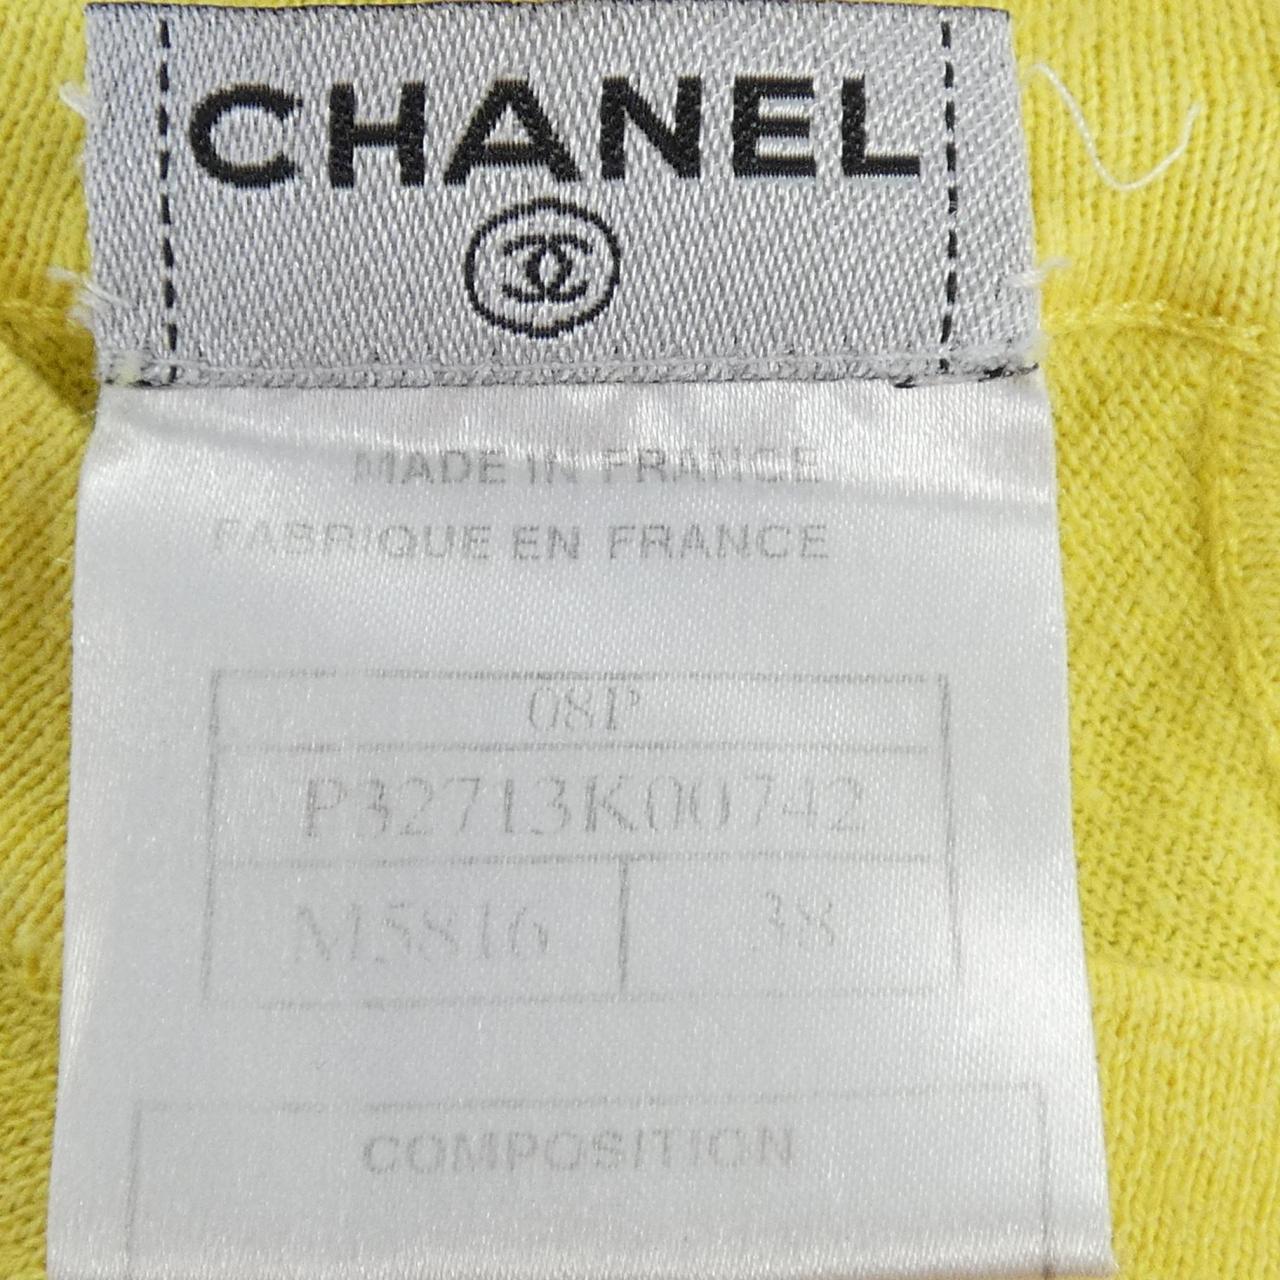 CHANEL
MADE IN FRANCE
FABRIQUE EN FRANCE
08P
P32713K00742
M5816 38
COMPOSITION